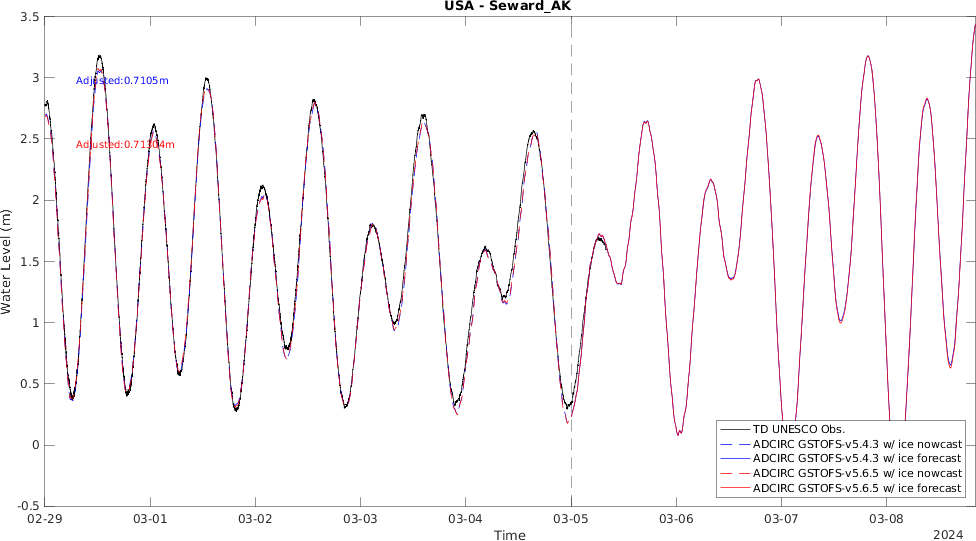 USA - Seward_AK
3.5
3
2.5
2
1.5
1
0.5
0
-0.5
Water Level (m)
Adjusted:0.7105m
Adjusted:0.71304m
TD UNESCO Obs.
ADCIRC GSTOFS-v5.4.3 w/ ice nowcast
ADCIRC GSTOFS-v5.4.3 w/ ice forecast
ADCIRC GSTOFS-v5.6.5 w/ ice nowcast
ADCIRC GSTOFS-v5.6.5 w/ ice forecast
02-29 03-01 03-02 03-03 03-04 03-05 03-06 03-07 03-08
Time
2024